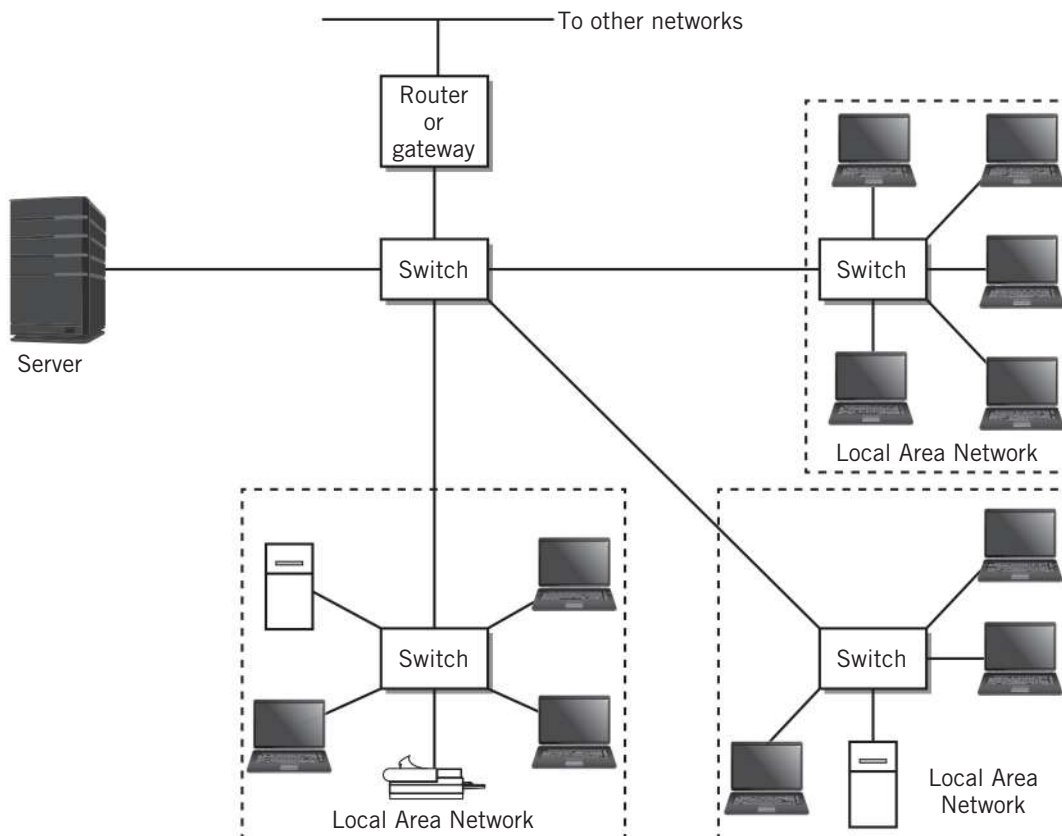 To other networks
Router
or
gateway
Switch
Switch
Server
Local Area Network
Switch
Switch
Local Area
Network
Local Area Network